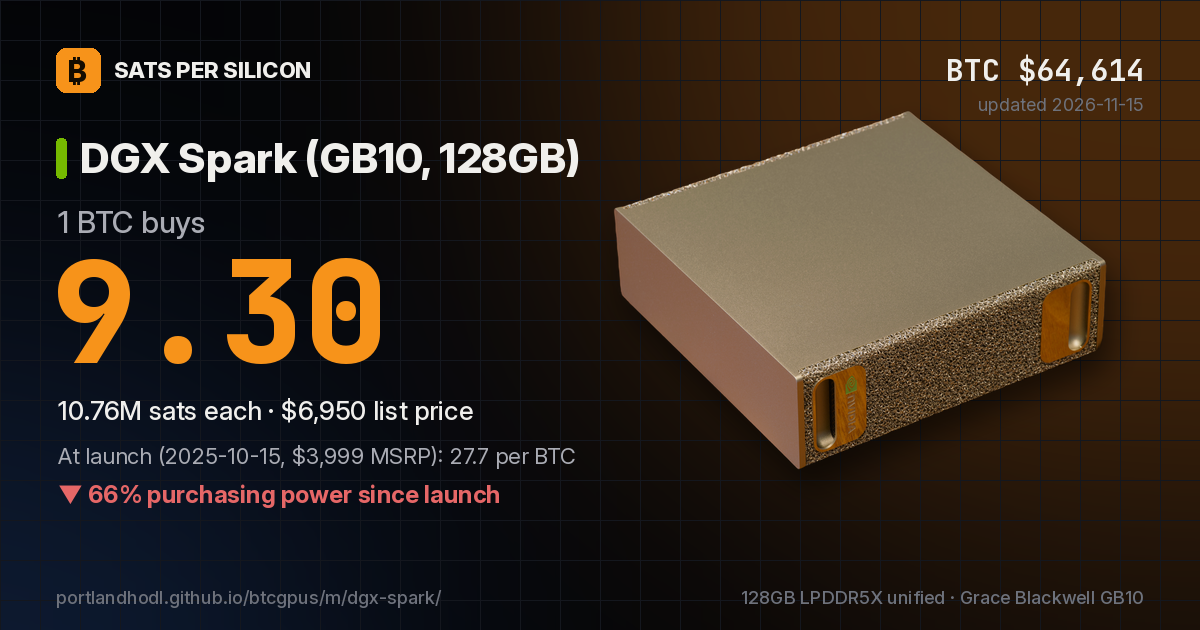 SATS PER SILICON
BTC $64,614
updated 2026-11-15
DGX Spark (GB10, 128GB)
1 BTC buys
9.30
10.76M sats each · $6,950 list price
At launch (2025-10-15, $3,999 MSRP): 27.7 per BTC
▼ 66% purchasing power since launch
portlandhodl.github.io/btcgpus/m/dgx-spark/
128GB LPDDR5X unified · Grace Blackwell GB10